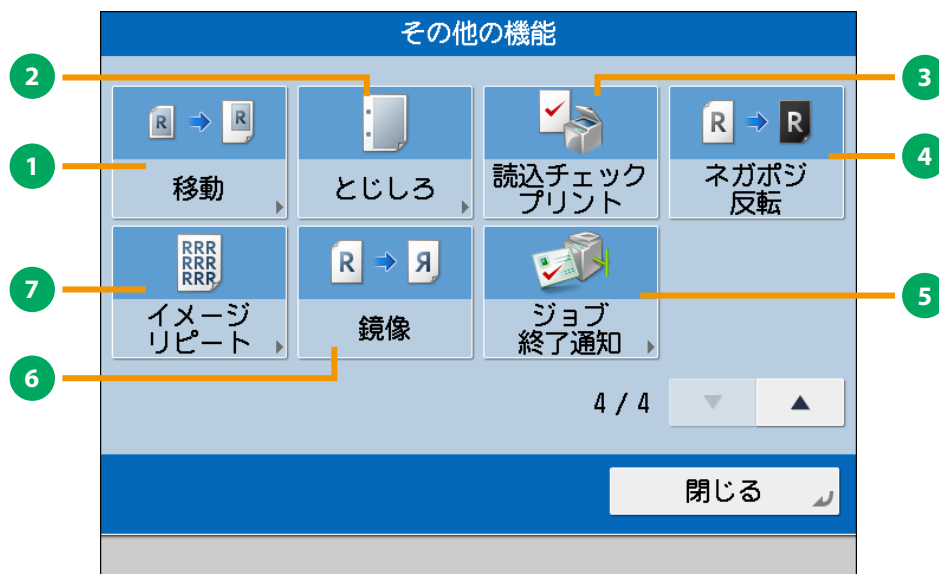 その他の機能
2
3
1
4
R R
R R
移動
とじしろ
読込チェック
プリント
ネガポジ
反転
7
5
RRR
RRR
RRR
R Я
イメージ
リピート
鏡像
ジョブ
終了通知
6
4 / 4
閉じる